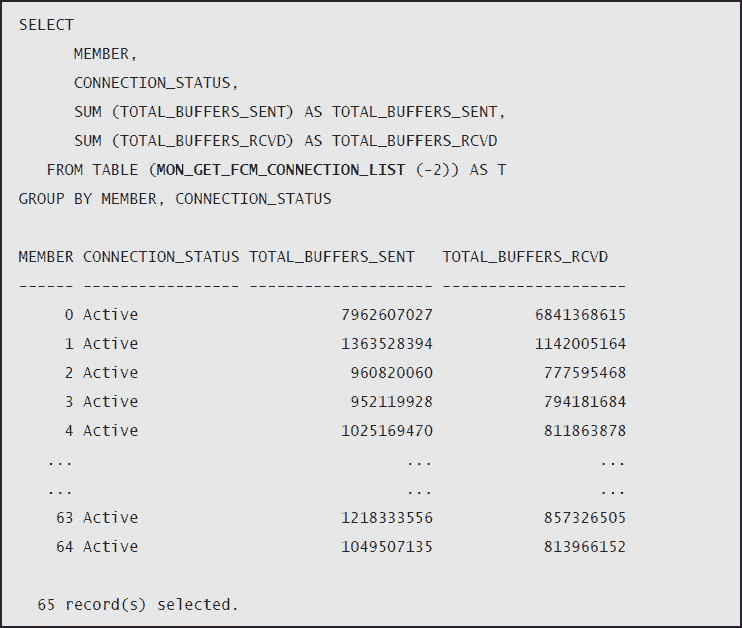 SELECT
MEMBER,
CONNECTION_STATUS,
SUM (TOTAL_BUFFERS_SENT) AS TOTAL_BUFFERS_SENT,
SUM (TOTAL_BUFFERS_RCVD) AS TOTAL_BUFFERS_RCVD
FROM TABLE (MON_GET_FCM_CONNECTION_LIST (-2)) AS T
GROUP BY MEMBER, CONNECTION_STATUS
MEMBER CONNECTION_STATUS TOTAL_BUFFERS_SENT   TOTAL_BUFFERS_RCVD
------ ----------------- -------------------- --------------------
0 Active 7962607027 6841368615
1 Active 1363528394 1142005164
2 Active 960820060 777595468
3 Active 952119928 794181684
4 Active 1025169470 811863878
... ... ...
... ... ...
63 Active 1218333556 857326505
64 Active 1049507135 813966152
65 record(s) selected.